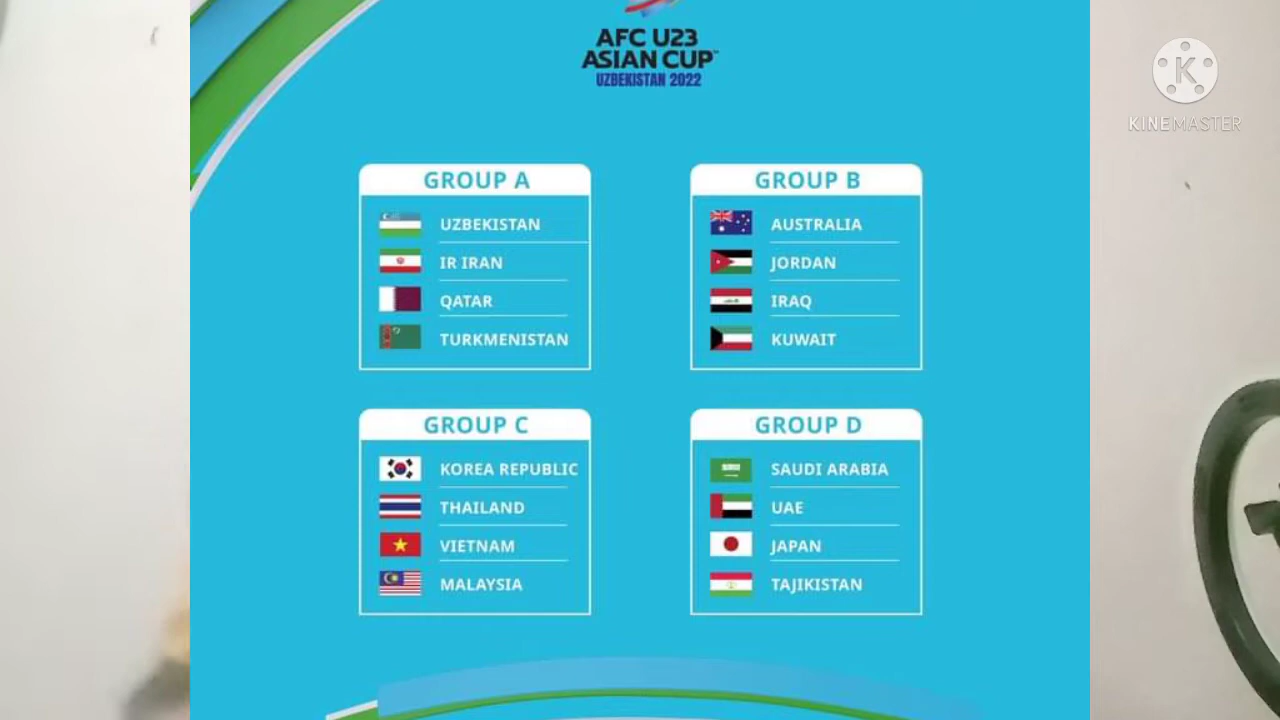 AFC U23
ASIAN CUP™
UZBEKISTAN 2022
KINEMASTER
GROUP A
UZBEKISTAN
IR IRAN
QATAR
TURKMENISTAN
GROUP B
AUSTRALIA
JORDAN
IRAQ
KUWAIT
GROUP C
KOREA REPUBLIC
THAILAND
VIETNAM
MALAYSIA
GROUP D
SAUDI ARABIA
UAE
JAPAN
TAJIKISTAN